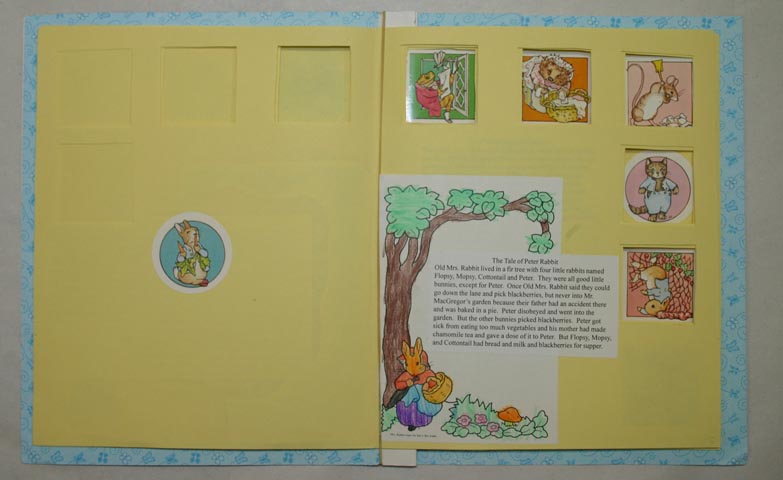 The Tale of Peter Rabbit
Old Mrs. Rabbit lived in a fir tree with four little rabbits named
Flopsy, Mopsy, Cottontail and Peter. They were all good little
bunnies, except for Peter. Once Old Mrs. Rabbit said they could
go down the lane and pick blackberries, but never into Mr.
MacGregor's garden because their father had an accident there
and was baked in a pie. Peter disobeyed and went into the
garden. But the other bunnies picked blackberries. Peter got
sick from eating too much vegetables and his mother had made
chamomile tea and gave a dose of it to Peter. But Flopsy, Mopsy,
and Cottontail had bread and milk and blackberries for supper.